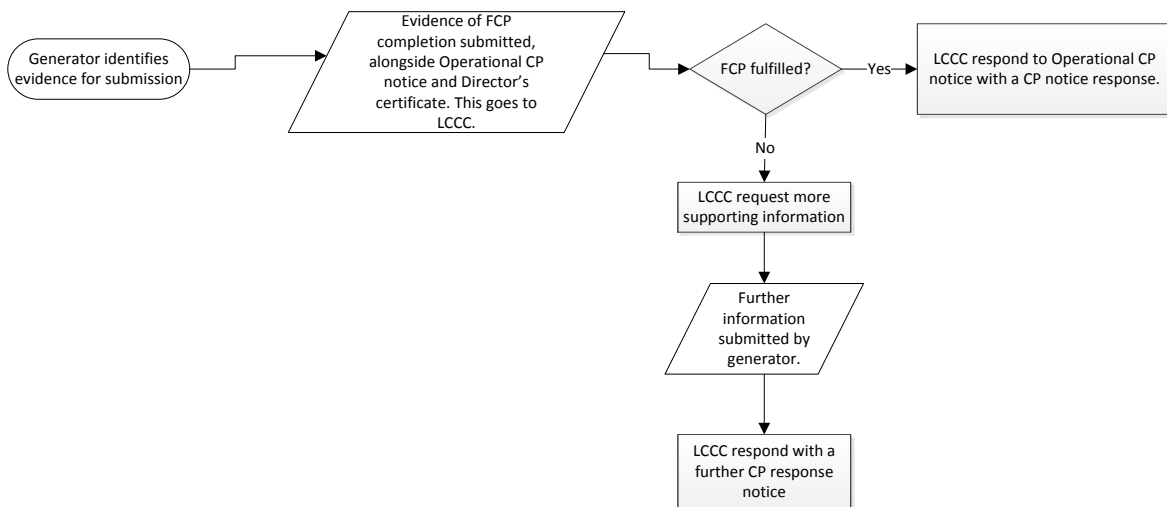 Generator identifies
evidence for submission
Evidence of FCP
completion submitted,
alongside Operational CP
notice and Director’s
certificate. This goes to
LCCC.
FCP fulfilled?
Yes
LCCC respond to Operational CP
notice with a CP notice response.
No
LCCC request more
supporting information
Further
information
submitted by
generator.
LCCC respond with a
further CP response
notice